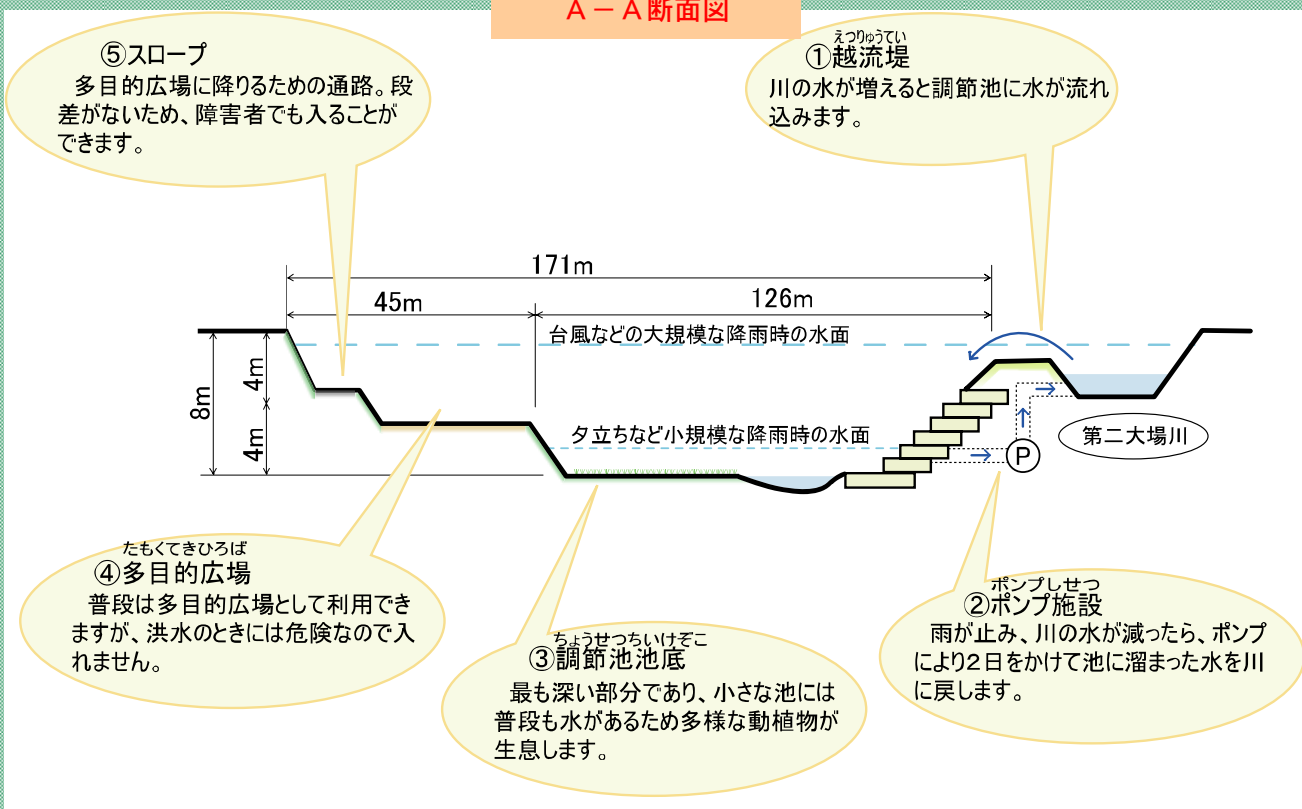 A-A断面図
⑤スロープ
多目的広場に降りるための通路。段
差がないため、障害者でも入ることが
できます。
えつりゅうてい
①越流堤
川の水が増えると調節池に水が流れ
込みます。
171m
45m
126m
台風などの大規模な降雨時の水面
8m
4m
4m
夕立ちなど小規模な降雨時の水面
P
第二大場川
たもくてきひろば
④多目的広場
普段は多目的広場として利用でき
ますが、洪水のときには危険なので入
れません。
ちょうせつちいけぞこ
③調節池池底
最も深い部分であり、小さな池には
普段も水があるため多様な動植物が
生息します。
ポンプしせつ
②ポンプ施設
雨が止み、川の水が減ったら、ポンプ
により2日をかけて池に溜まった水を川
に戻します。